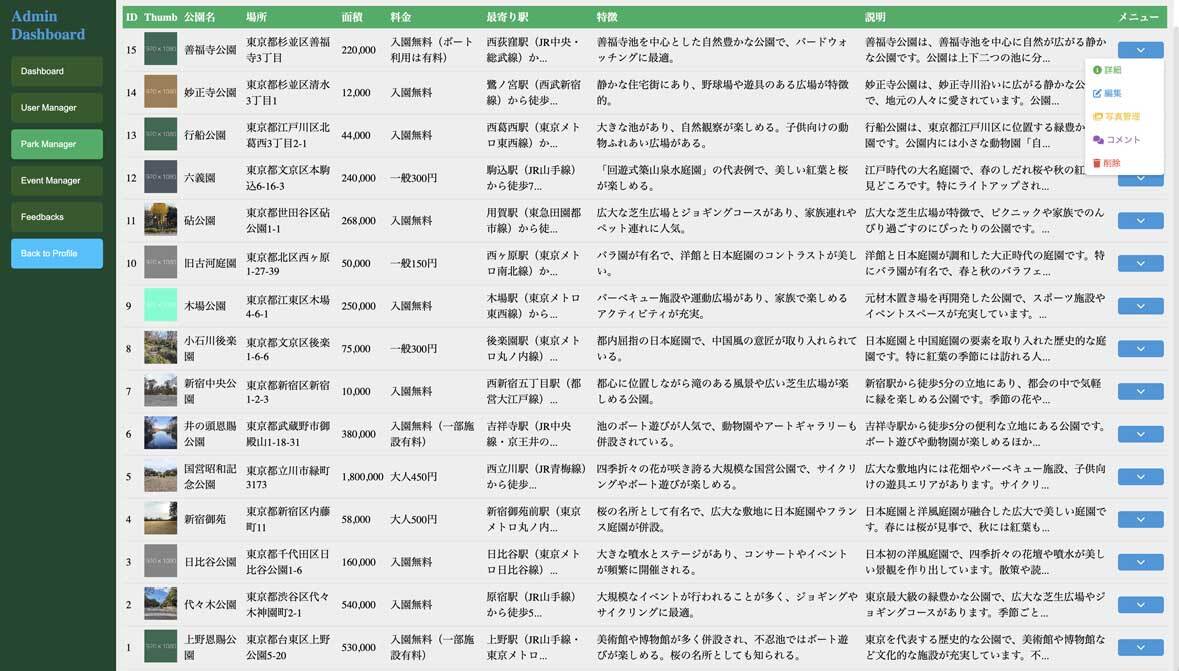 Admin
Dashboard
Dashboard
User Manager
Park Manager
Event Manager
Feedbacks
Back to Profile
ID Thumb 公園名 場所 面積 料金 最寄り駅 特徴 説明 メニュー
15 善福寺公園 東京都杉並区善福寺3丁目 220,000 入園無料（ボート利用は有料） 西荻窪駅（JR中央・総武線）か... 善福寺池を中心とした自然豊かな公園で、バードウォッチングに最適。 善福寺公園は、善福寺池を中心に自然が広がる静かな公園です。公園は上下二つの池に分...
詳細
編集
写真管理
コメント
削除
14 妙正寺公園 東京都杉並区清水3丁目1 12,000 入園無料 鷺ノ宮駅（西武新宿線）から徒歩... 静かな住宅街にあり、野球場や遊具のある広場が特徴的。 妙正寺公園は、妙正寺川沿いに広がる静かな公で、地元の人々に愛されています。公園...
13 行船公園 東京都江戸川区北葛西3丁目2-1 44,000 入園無料 西葛西駅（東京メトロ東西線）か... 大きな池があり、自然観察が楽しめる。子供向けの動物ふれあい広場がある。 行船公園は、東京都江戸川区に位置する緑豊か園です。公園内には小さな動物園「自...
12 六義園 東京都文京区本駒込6-16-3 240,000 一般300円 駒込駅（JR山手線）から徒歩7... 「回遊式築山泉水庭園」の代表例で、美しい紅葉と桜が楽しめる。 江戸時代の大名庭園で、春のしだれ桜や秋の紅見どころです。特にライトアップされ...
11 砧公園 東京都世田谷区砧公園1-1 268,000 入園無料 用賀駅（東急田園都市線）から徒... 広大な芝生広場とジョギングコースがあり、家族連れやペット連れに人気。 広大な芝生広場が特徴で、ピクニックや家族でのんびり過ごすのにぴったりの公園です。...
10 旧古河庭園 東京都北区西ヶ原1-27-39 50,000 一般150円 西ヶ原駅（東京メトロ南北線）か... バラ園が有名で、洋館と日本庭園のコントラストが美しい。 洋館と日本庭園が調和した大正時代の庭園です。特にバラ園が有名で、春と秋のバラフェ...
9 木場公園 東京都江東区木場4-6-1 250,000 入園無料 木場駅（東京メトロ東西線）から... バーベキュー施設や運動広場があり、家族で楽しめるアクティビティが充実。 元材木置き場を再開発した公園で、スポーツ施設やイベントスペースが充実しています。...
8 小石川後楽園 東京都文京区後楽1-6-6 75,000 一般300円 後楽園駅（東京メトロ丸ノ内線）... 都内屈指の日本庭園で、中国風の意匠が取り入れられている。 日本庭園と中国庭園の要素を取り入れた歴史的な庭園です。特に紅葉の季節には訪れる人...
7 新宿中央公園 東京都新宿区新宿1-2-3 10,000 入園無料 西新宿五丁目駅（都営大江戸線）... 都心に位置しながら滝のある風景や広い芝生広場が楽しめる公園。 新宿駅から徒歩5分の立地にあり、都会の中で気軽に緑を楽しめる公園です。季節の花や...
6 井の頭恩賜公園 東京都武蔵野市御殿山1-18-31 380,000 入園無料（一部施設有料） 吉祥寺駅（JR中央線・京王井の... 池のボート遊びが人気で、動物園やアートギャラリーも併設されている。 吉祥寺駅から徒歩5分の便利な立地にある公園です。ボート遊びや動物園が楽しめるほか...
5 国営昭和記念公園 東京都立川市緑町3173 1,800,000 大人450円 西立川駅（JR青梅線）から徒歩... 四季折々の花が咲き誇る大規模な国営公園で、サイクリングやボート遊びが楽しめる。 広大な敷地内には花畑やバーベキュー施設、子供向けの遊具エリアがあります。サイクリ...
4 新宿御苑 東京都新宿区内藤町11 58,000 大人500円 新宿御苑前駅（東京メトロ丸ノ内... 桜の名所として有名で、広大な敷地に日本庭園やフランス庭園が併設。 日本庭園と洋風庭園が融合した広大で美しい庭園です。春には桜が見事で、秋には紅葉も...
3 日比谷公園 東京都千代田区日比谷公園1-6 160,000 入園無料 日比谷駅（東京メトロ日比谷線）... 大きな噴水とステージがあり、コンサートやイベントが頻繁に開催される。 日本初の洋風庭園で、四季折々の花壇や噴水が美しい景観を作り出しています。散策や読...
2 代々木公園 東京都渋谷区代々木神園町2-1 540,000 入園無料 原宿駅（JR山手線）から徒歩5... 大規模なイベントが行われることが多く、ジョギングやサイクリングに最適。 東京最大級の緑豊かな公園で、広大な芝生広場やジョギングコースがあります。季節ごと...
1 上野恩賜公園 東京都台東区上野公園5-20 530,000 入園無料（一部施設有料） 上野駅（JR山手線・東京メトロ... 美術館や博物館が多く併設され、不忍池ではボート遊びが楽しめる。桜の名所としても知られる。 東京を代表する歴史的な公園で、美術館や博物館など文化的な施設が充実しています。不...